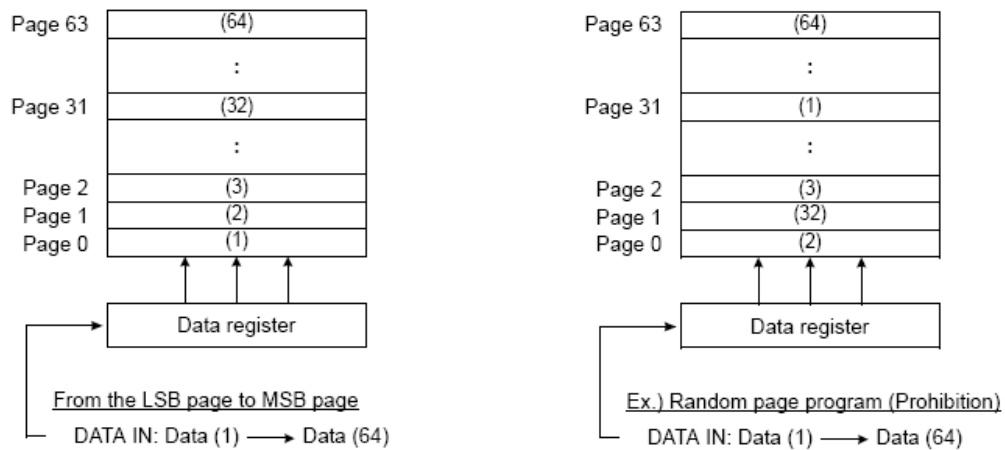 Page 63 (64)
:
Page 31 (32)
:
Page 2 (3)
Page 1 (2)
Page 0 (1)
Data register
From the LSB page to MSB page
DATA IN: Data (1) → Data (64)
Page 63 (64)
:
Page 31 (1)
:
Page 2 (3)
Page 1 (32)
Page 0 (2)
Data register
Ex.) Random page program (Prohibition)
DATA IN: Data (1) → Data (64)